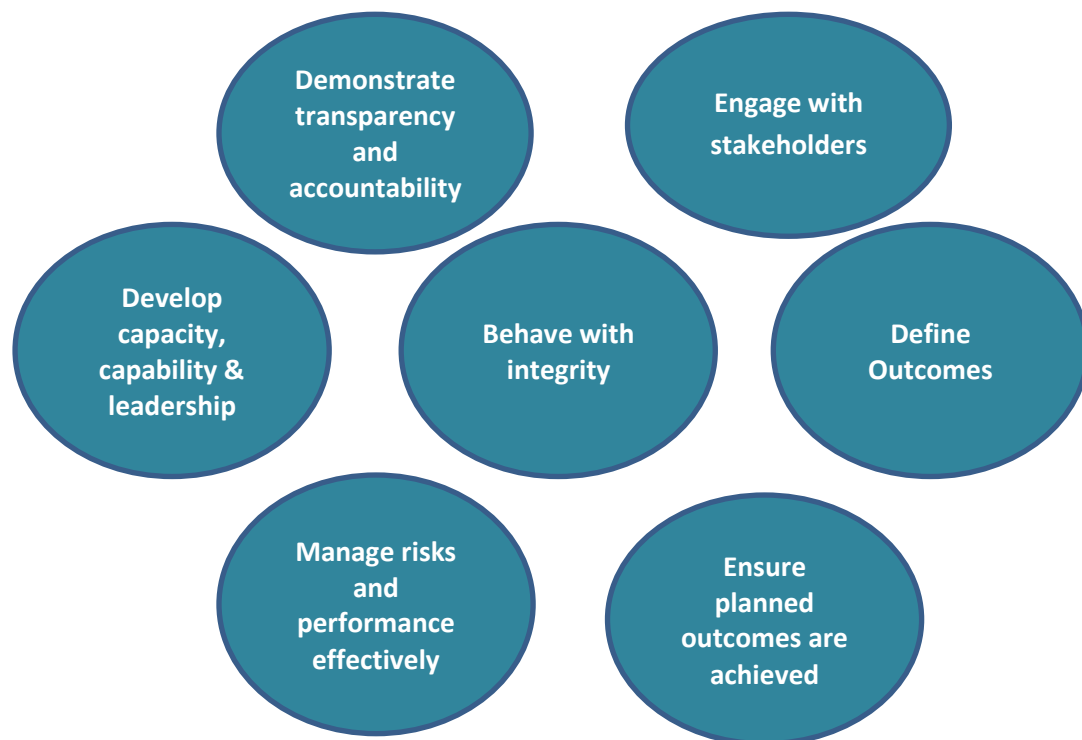 Demonstrate
transparency
and
accountability
Engage with
stakeholders
Develop
capacity,
capability &
leadership
Behave with
integrity
Define
Outcomes
Manage risks
and
performance
effectively
Ensure
planned
outcomes are
achieved